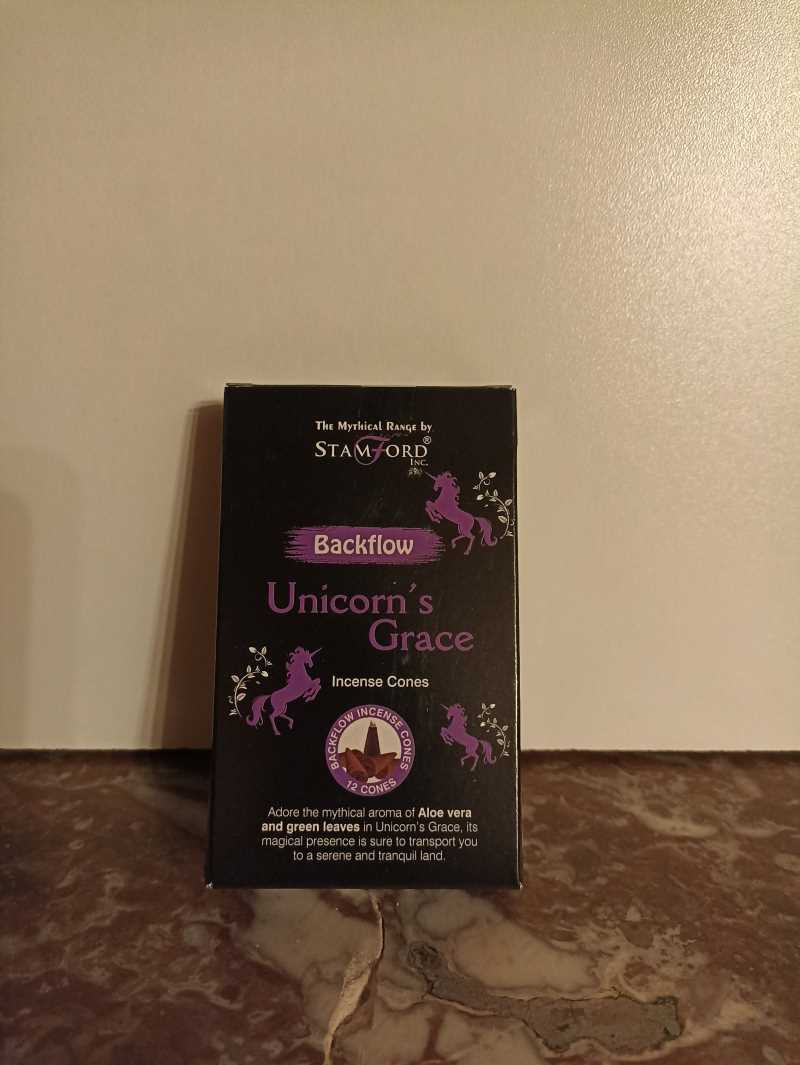 The Mythical Range by
STAMFORD®
INC.
Backflow
Unicorn's
Grace
Incense Cones
BACKFLOW INCENSE CONES
12 CONES
Adore the mythical aroma of Aloe vera
and green leaves in Unicorn's Grace, its
magical presence is sure to transport you
to a serene and tranquil land.